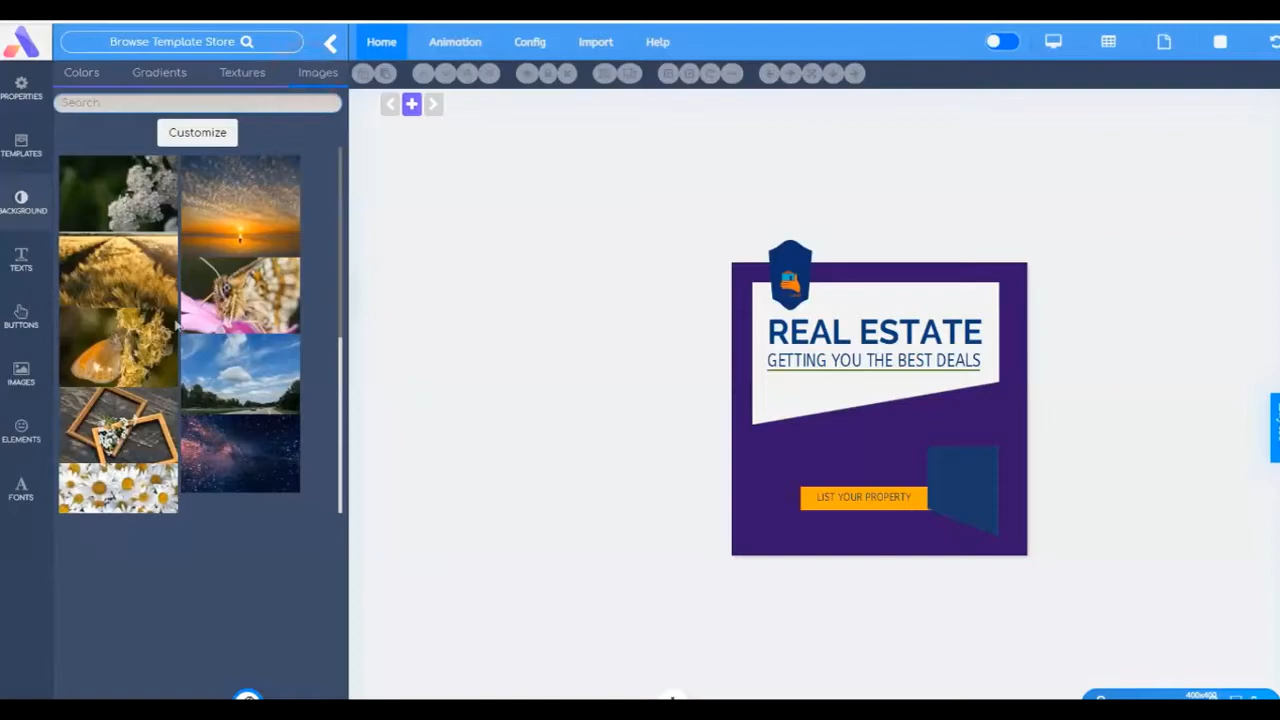 Browse Template Store
Home
Animation
Config
Import
Help
Colors
Gradients
Textures
Images
Search
Customize
PROPERTIES
TEMPLATES
BACKGROUND
TEXTS
BUTTONS
IMAGES
ELEMENTS
FONTS
REAL ESTATE
GETTING YOU THE BEST DEALS
LIST YOUR PROPERTY
400x400